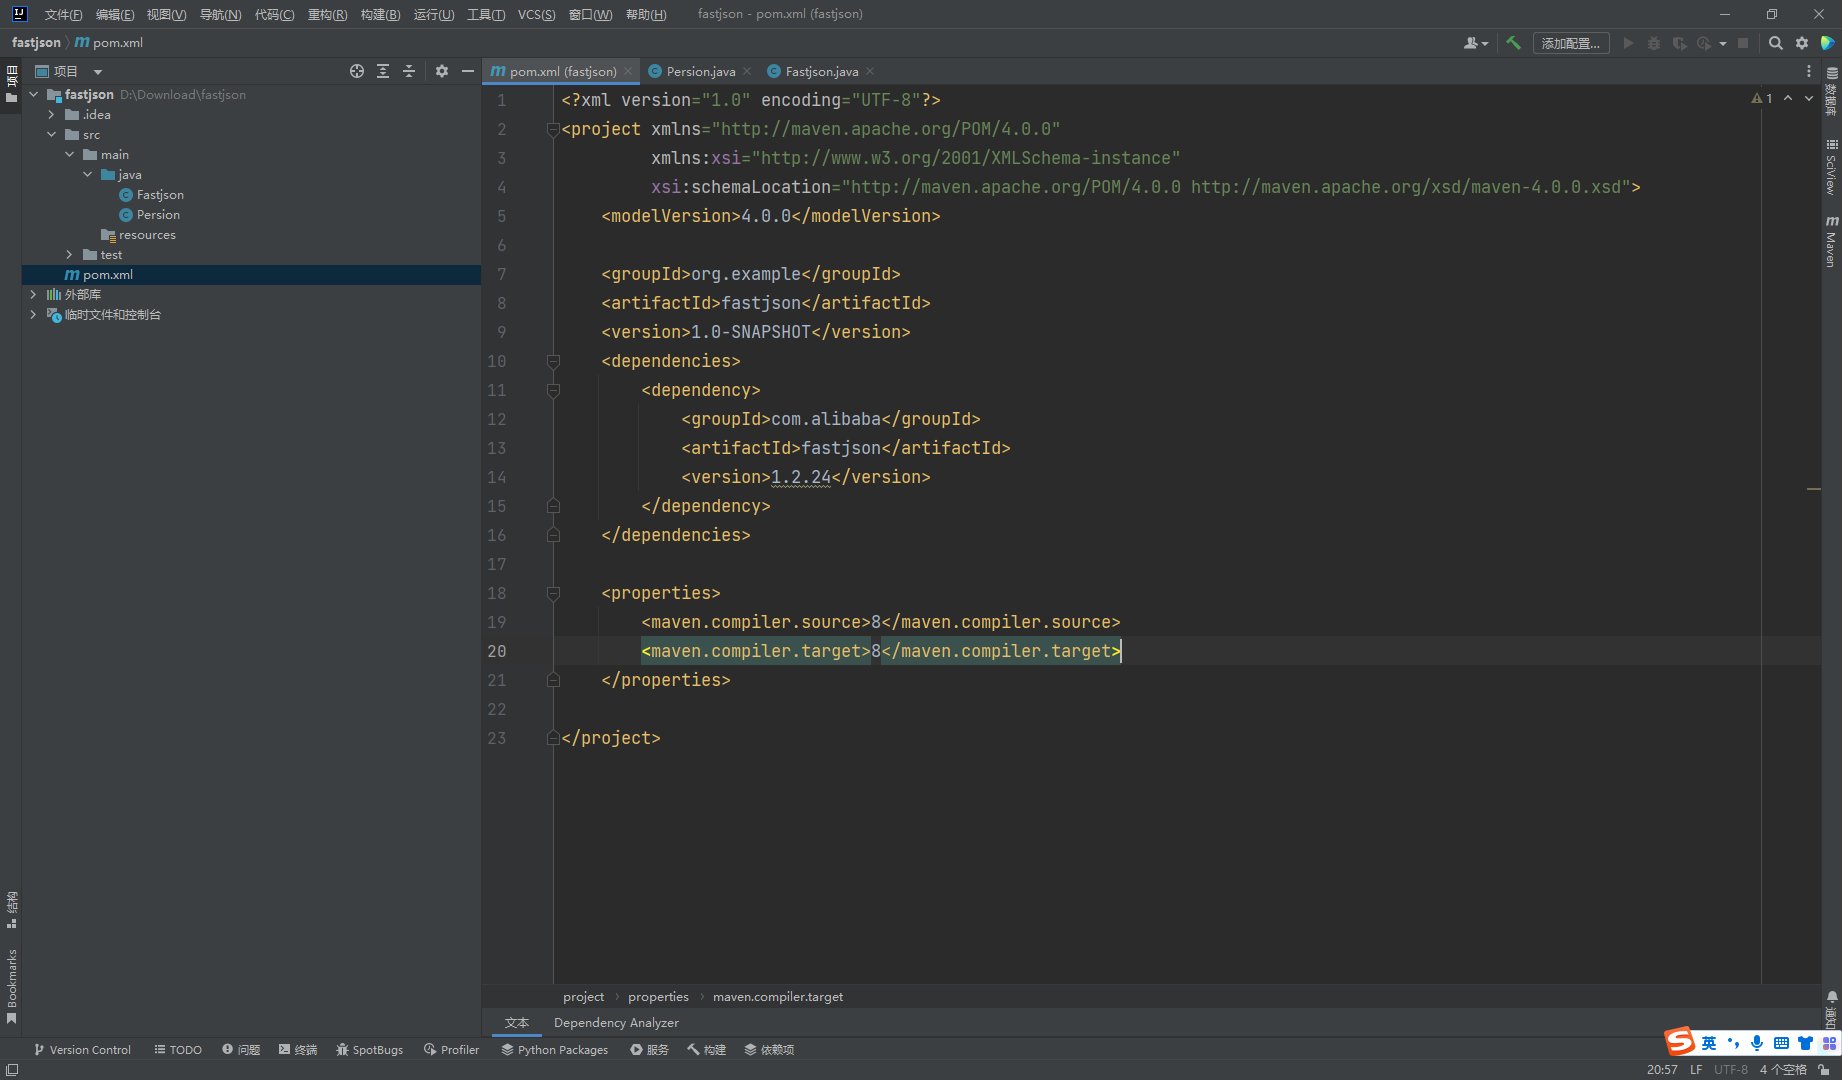 文件(F) 编辑(E) 视图(V) 导航(N) 代码(C) 重构(R) 构建(B) 运行(U) 工具(T) VCS(S) 窗口(W) 帮助(H) fastjson - pom.xml (fastjson)
fastjson pom.xml
添加配置...
项目
项目
pom.xml (fastjson) Persion.java Fastjson.java
fastjson D:\Download\fastjson
.idea
src
main
java
Fastjson
Persion
resources
test
pom.xml
外部库
临时文件和控制台
1 <?xml version="1.0" encoding="UTF-8"?>
2 <project xmlns="http://maven.apache.org/POM/4.0.0"
3 xmlns:xsi="http://www.w3.org/2001/XMLSchema-instance"
4 xsi:schemaLocation="http://maven.apache.org/POM/4.0.0 http://maven.apache.org/xsd/maven-4.0.0.xsd">
5 <modelVersion>4.0.0</modelVersion>
6
7 <groupId>org.example</groupId>
8 <artifactId>fastjson</artifactId>
9 <version>1.0-SNAPSHOT</version>
10 <dependencies>
11 <dependency>
12 <groupId>com.alibaba</groupId>
13 <artifactId>fastjson</artifactId>
14 <version>1.2.24</version>
15 </dependency>
16 </dependencies>
17
18 <properties>
19 <maven.compiler.source>8</maven.compiler.source>
20 <maven.compiler.target>8</maven.compiler.target>
21 </properties>
22
23 </project>
1
数据库
SciView
Maven
结构
Bookmarks
project properties maven.compiler.target
文本 Dependency Analyzer
Version Control TODO 问题 终端 SpotBugs Profiler Python Packages 服务 构建 依赖项
英
20:57 LF UTF-8 4 个空格